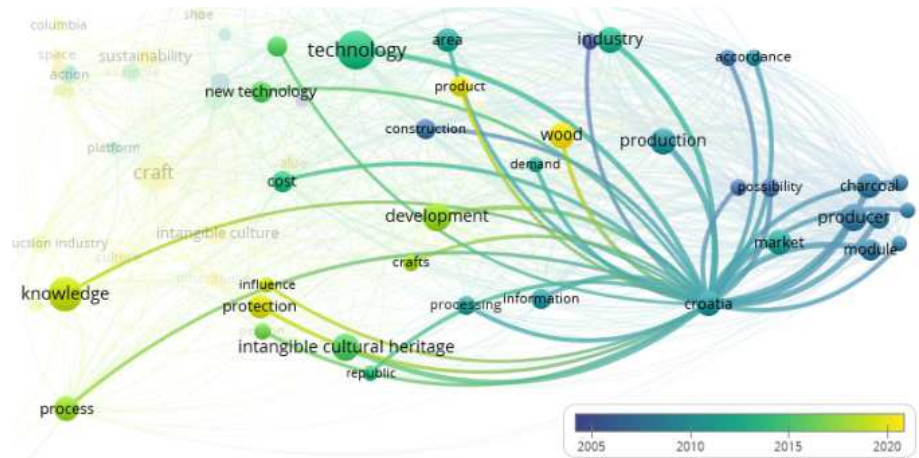 shoe
columbia
technology
area
industry
space
sustainability
accordance
action
product
new technology
construction
wood
production
demand
platform
craft
cost
possibility
charcoal
development
producer
uction industry
intangible culture
market
module
culture
crafts
influence
knowledge
protection
processing
Information
croatia
intangible cultural heritage
republic
process
2005
2010
2015
2020